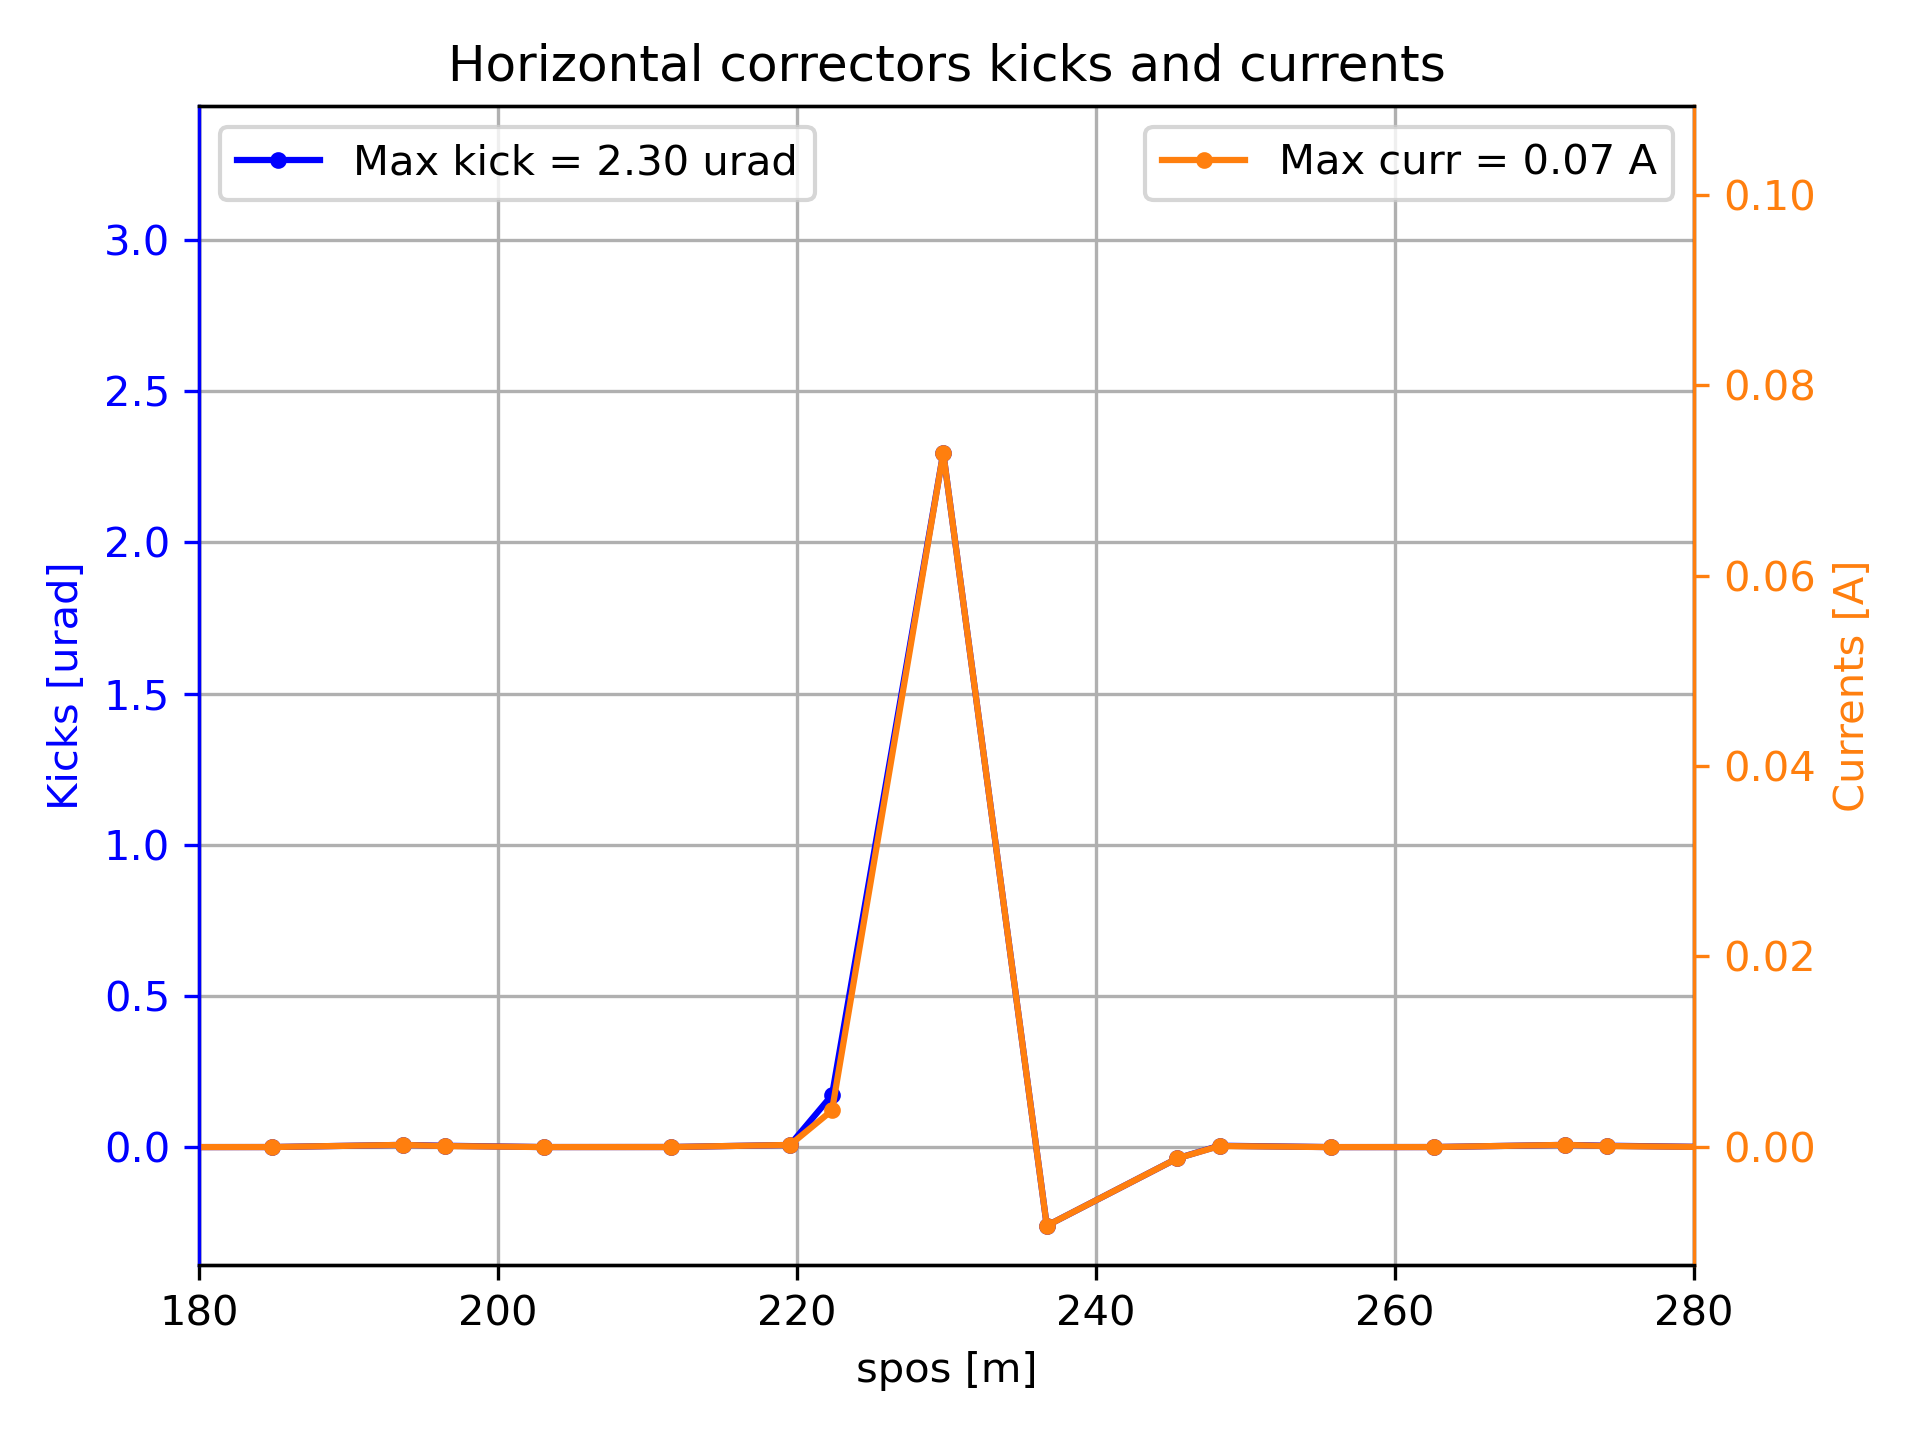 Horizontal correctors kicks and currents
Max kick = 2.30 urad
Max curr = 0.07 A
3.0
2.5
2.0
1.5
1.0
0.5
0.0
Kicks [urad]
0.10
0.08
0.06
0.04
0.02
0.00
Currents [A]
180 200 220 240 260 280
spos [m]